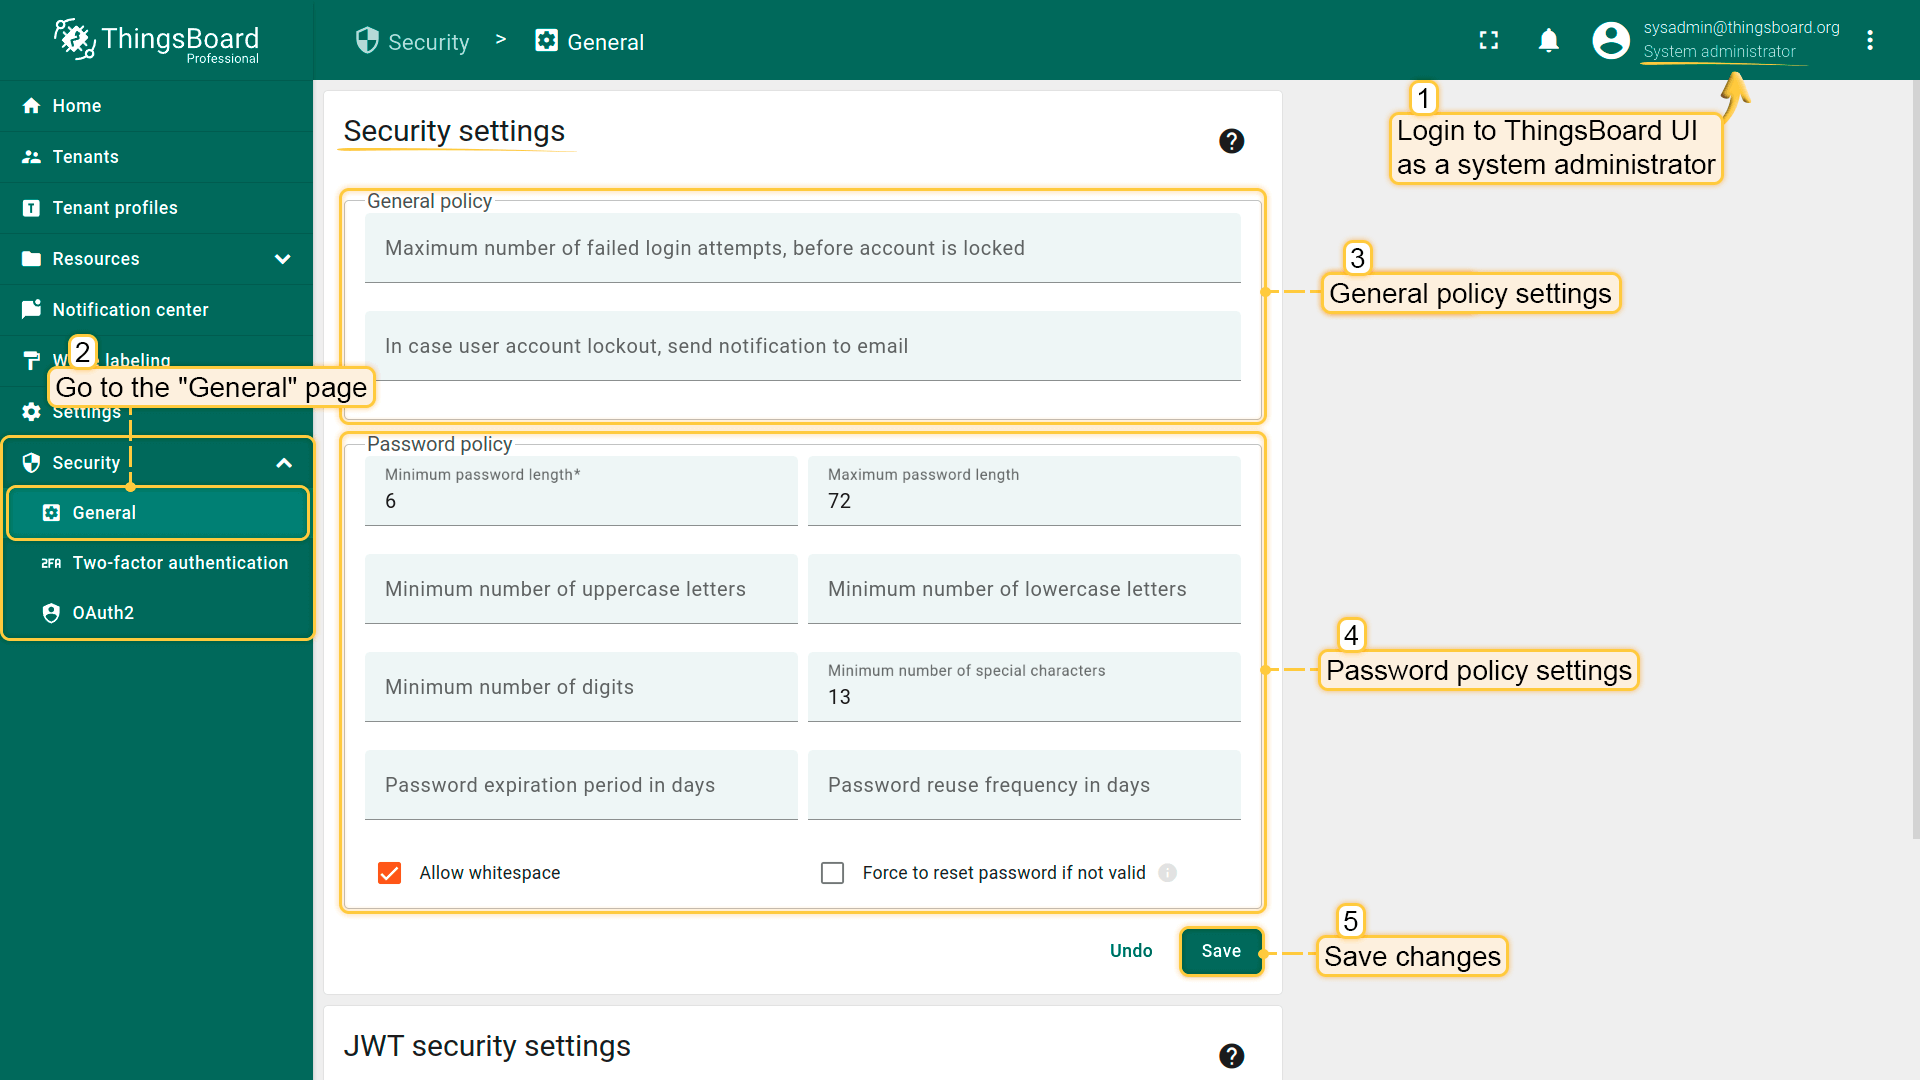 ThingsBoard
Professional
Security > General
sysadmin@thingsboard.org
System administrator
Home
Tenants
Tenant profiles
Resources
Notification center
labeling
Settings
Security
General
2FA Two-factor authentication
OAuth2
1
Login to ThingsBoard UI
as a system administrator
2
Go to the "General" page
Security settings
General policy
Maximum number of failed login attempts, before account is locked
In case user account lockout, send notification to email
3
General policy settings
Password policy
Minimum password length*
6
Maximum password length
72
Minimum number of uppercase letters
Minimum number of lowercase letters
Minimum number of digits
Minimum number of special characters
13
Password expiration period in days
Password reuse frequency in days
Allow whitespace
Force to reset password if not valid
4
Password policy settings
Undo
Save
5
Save changes
JWT security settings